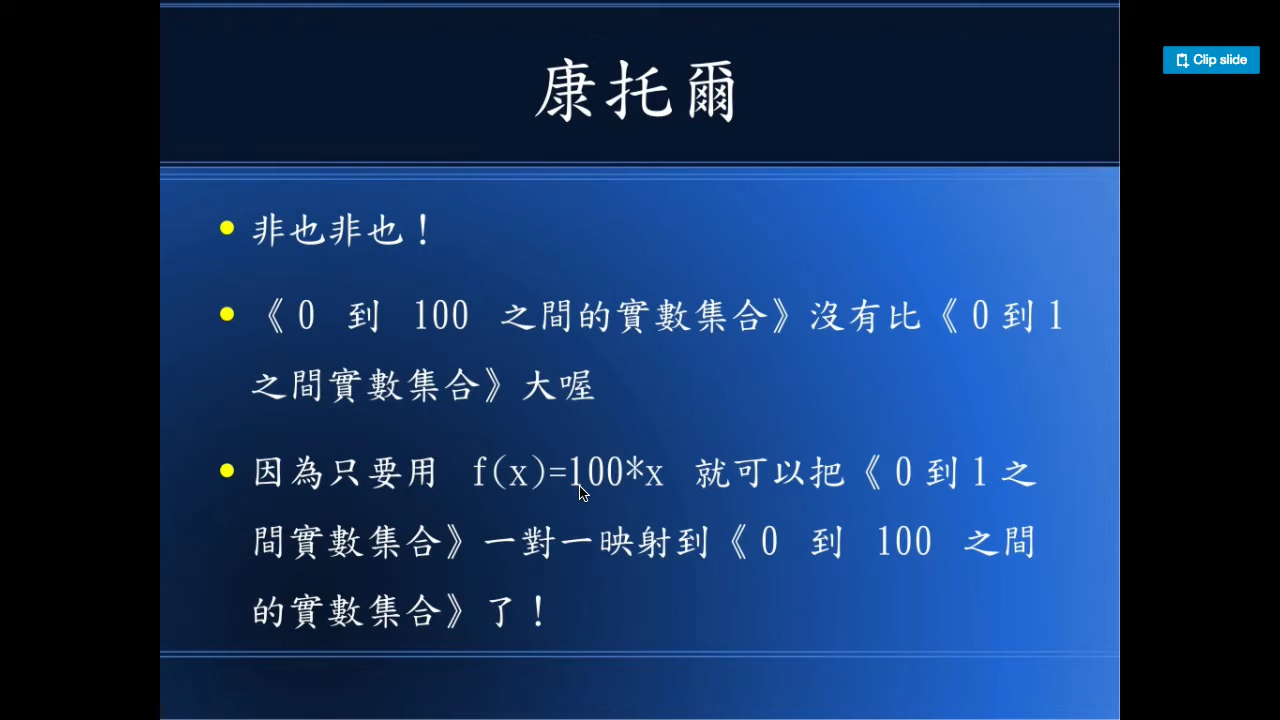 Clip slide
康托爾
非也非也！
《0 到 100 之間的實數集合》沒有比《0到1
之間實數集合》大喔
因為只要用 f(x)=100*x 就可以把《0到1之
間實數集合》一對一映射到《0 到 100 之間
的實數集合》了！